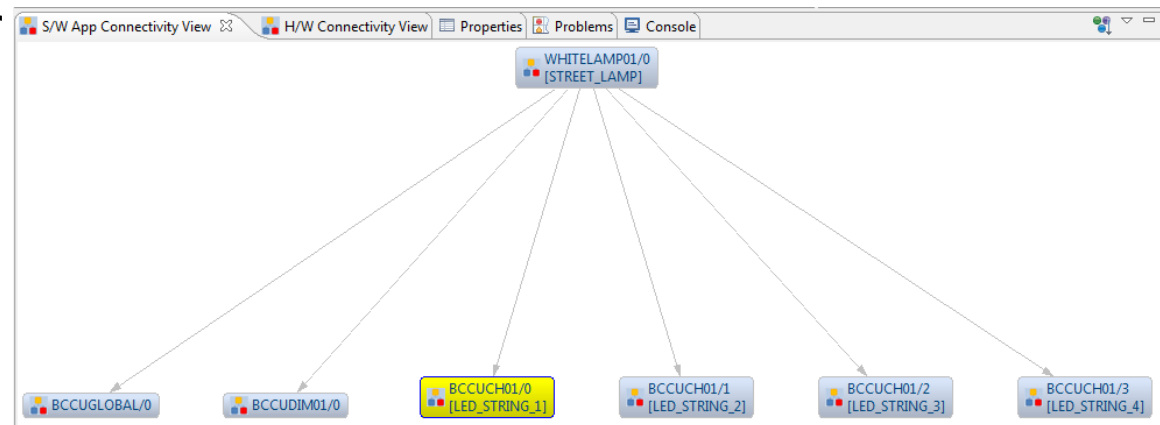 S/W App Connectivity View
H/W Connectivity View
Properties
Problems
Console
WHITELAMP01/0
[STREET_LAMP]
BCCUGLOBAL/0
BCCUDIM01/0
BCCUCH01/0
[LED_STRING_1]
BCCUCH01/1
[LED_STRING_2]
BCCUCH01/2
[LED_STRING_3]
BCCUCH01/3
[LED_STRING_4]